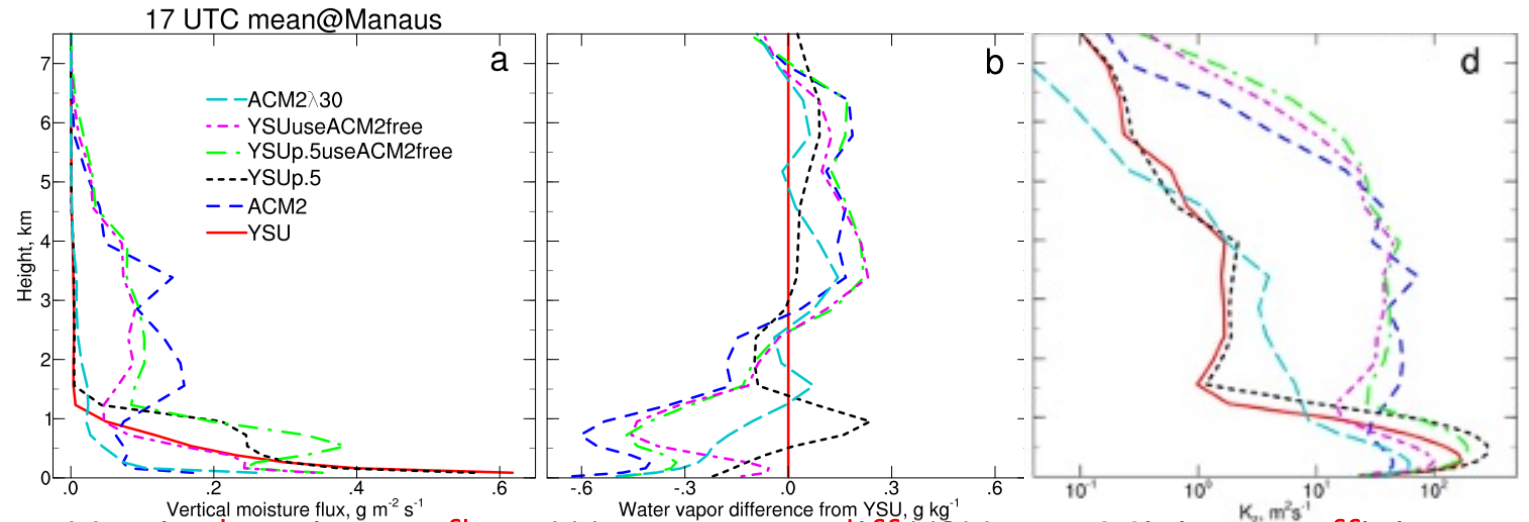 17 UTC mean@Manaus
a
b
d
ACM2λ30
YSUuseACM2free
YSUp.5useACM2free
YSUp.5
ACM2
YSU
Height, km
7
6
5
4
3
2
1
0
.0 .2 .4 .6
Vertical moisture flux, g m⁻² s⁻¹
-.6 -.3 .0 .3 .6
Water vapor difference from YSU, g kg⁻¹
10⁻¹ 10⁰ 10¹ 10²
K_z, m²s⁻¹